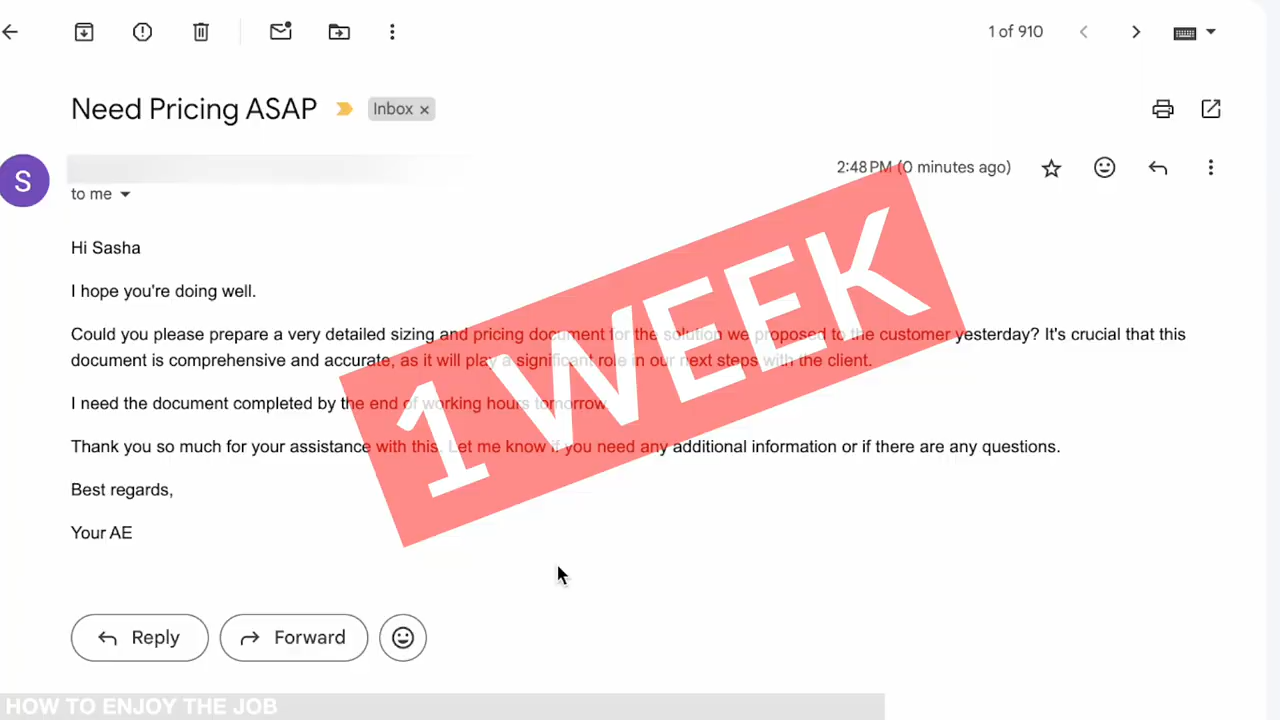 1 of 910
Need Pricing ASAP
Inbox ×
S
2:48 PM (0 minutes ago)
to me
Hi Sasha
I hope you're doing well.
Could you please prepare a very detailed sizing and pricing document for the solution we proposed to the customer yesterday? It's crucial that this
document is comprehensive and accurate, as it will play a significant role in our next steps with the client.
I need the document completed by the end of working hours tomorrow.
Thank you so much for your assistance with this. Let me know if you need any additional information or if there are any questions.
Best regards,
Your AE
1 WEEK
Reply
Forward
HOW TO ENJOY THE JOB